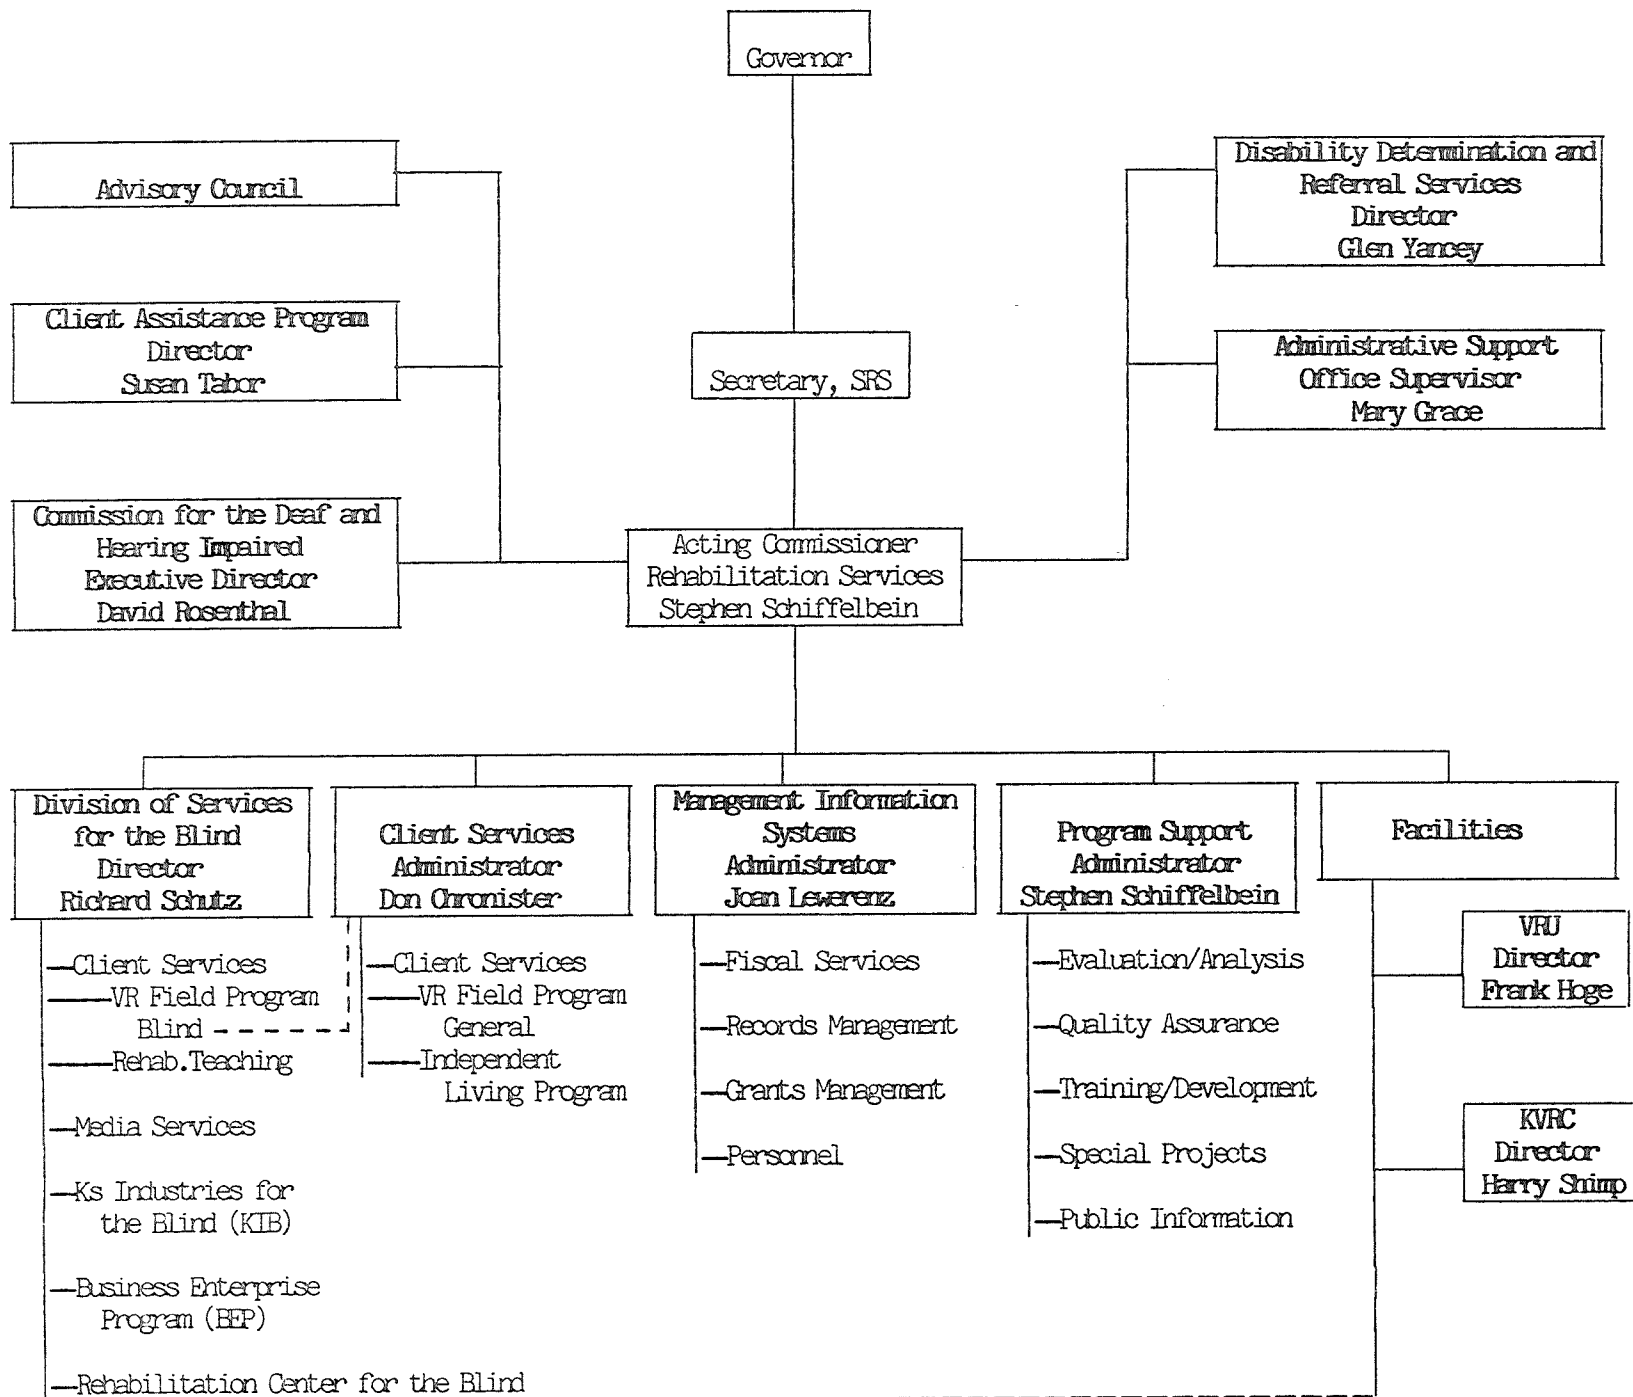 Governor
Advisory Council
Disability Determination and
Referral Services
Director
Glen Yancey
Client Assistance Program
Director
Susan Tabor
Secretary, SRS
Administrative Support
Office Supervisor
Mary Grace
Commission for the Deaf and
Hearing Impaired
Executive Director
David Rosenthal
Acting Commissioner
Rehabilitation Services
Stephen Schiffelbein
Division of Services
for the Blind
Director
Richard Schutz
Client Services
Administrator
Don Chronister
Management Information
Systems
Administrator
Joan Lewerenz
Program Support
Administrator
Stephen Schiffelbein
Facilities
Client Services
VR Field Program
Blind
Rehab.Teaching
Media Services
Ks Industries for
the Blind (KIB)
Business Enterprise
Program (BEP)
Rehabilitation Center for the Blind
Client Services
VR Field Program
General
Independent
Living Program
Fiscal Services
Records Management
Grants Management
Personnel
Evaluation/Analysis
Quality Assurance
Training/Development
Special Projects
Public Information
VRU
Director
Frank Hoge
KVRC
Director
Harry Shimp